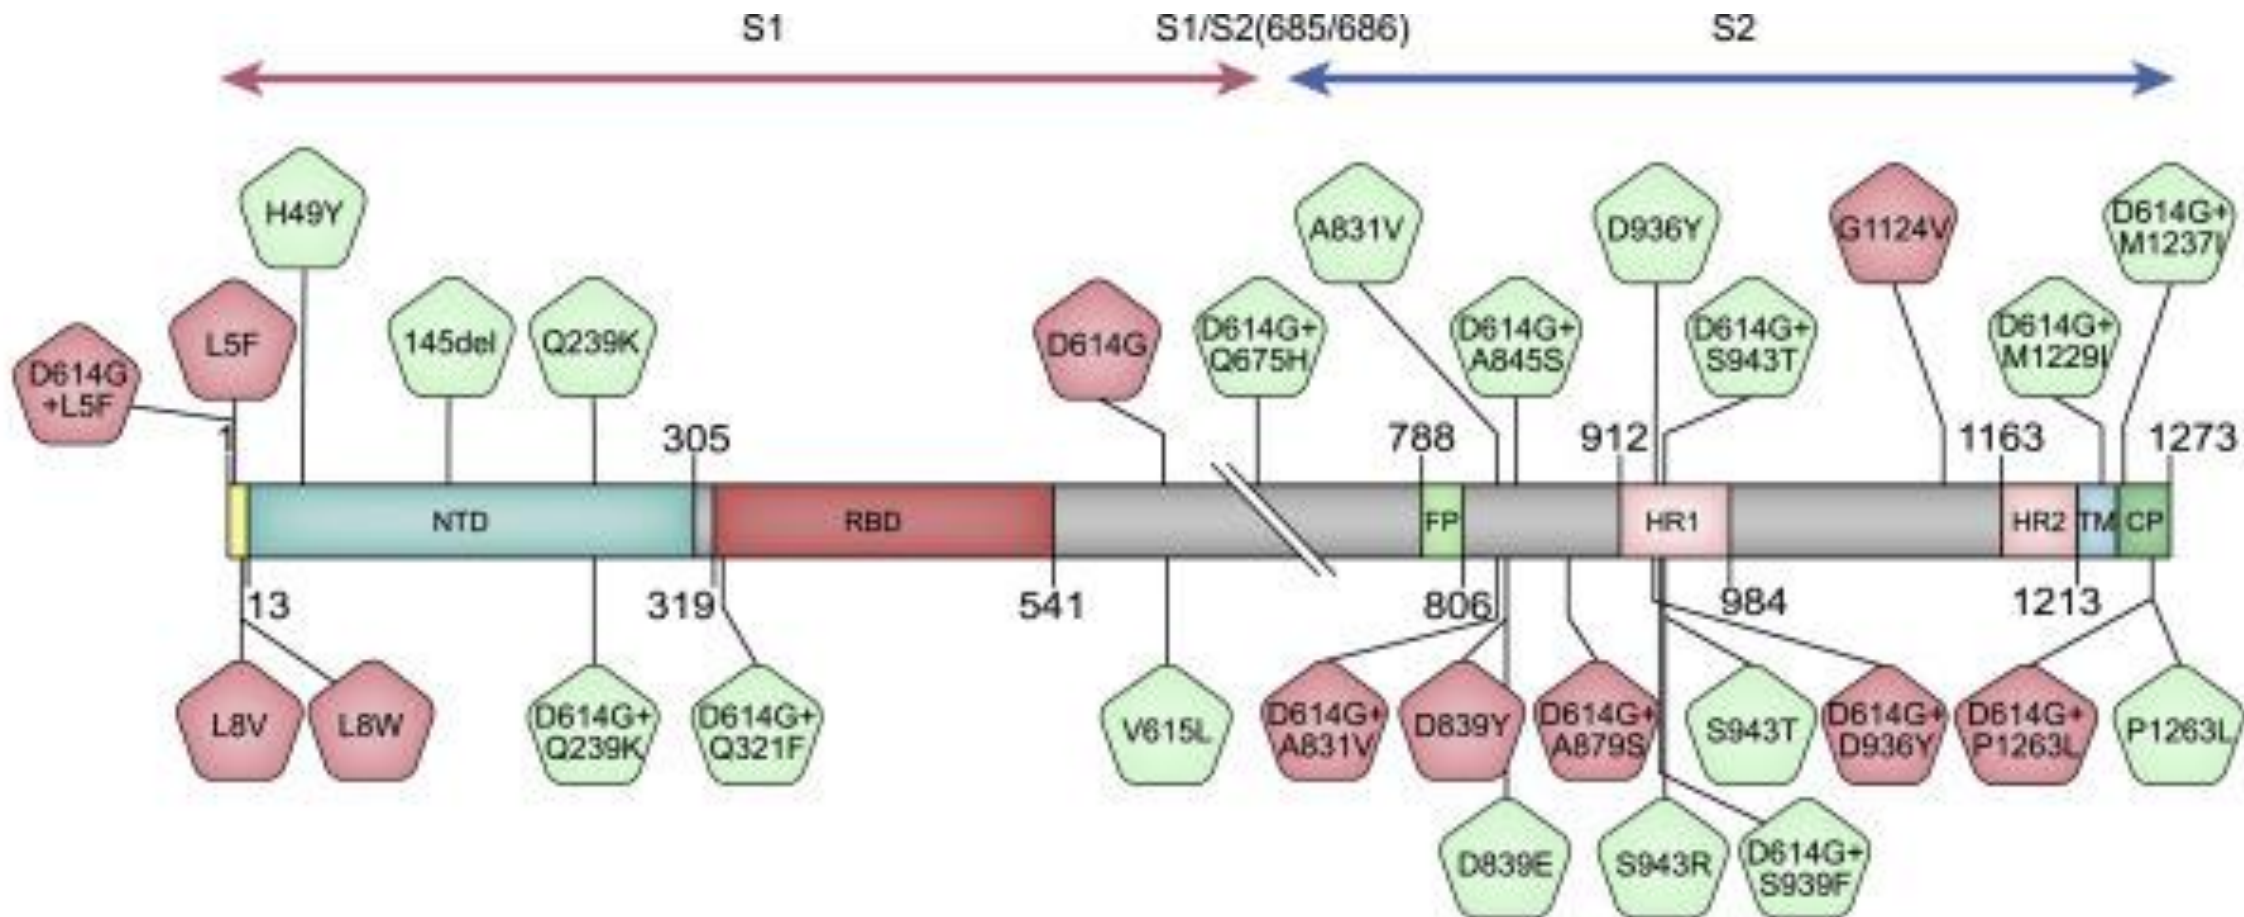 S1
S1/S2(685/686)
S2
H49Y
A831V
D936Y
G1124V
D614G+
M1237I
L5F
145del
Q239K
D614G
D614G+
Q675H
D614G+
A845S
D614G+
S943T
D614G+
M1229I
D614G
+L5F
1
305
788
912
1163
1273
NTD
RBD
FP
HR1
HR2
TM
CP
13
319
541
806
984
1213
L8V
L8W
D614G+
Q239K
D614G+
Q321F
V615L
D614G+
A831V
D839Y
D614G+
A879S
S943T
D614G+
D936Y
D614G+
P1263L
P1263L
D839E
S943R
D614G+
S939F